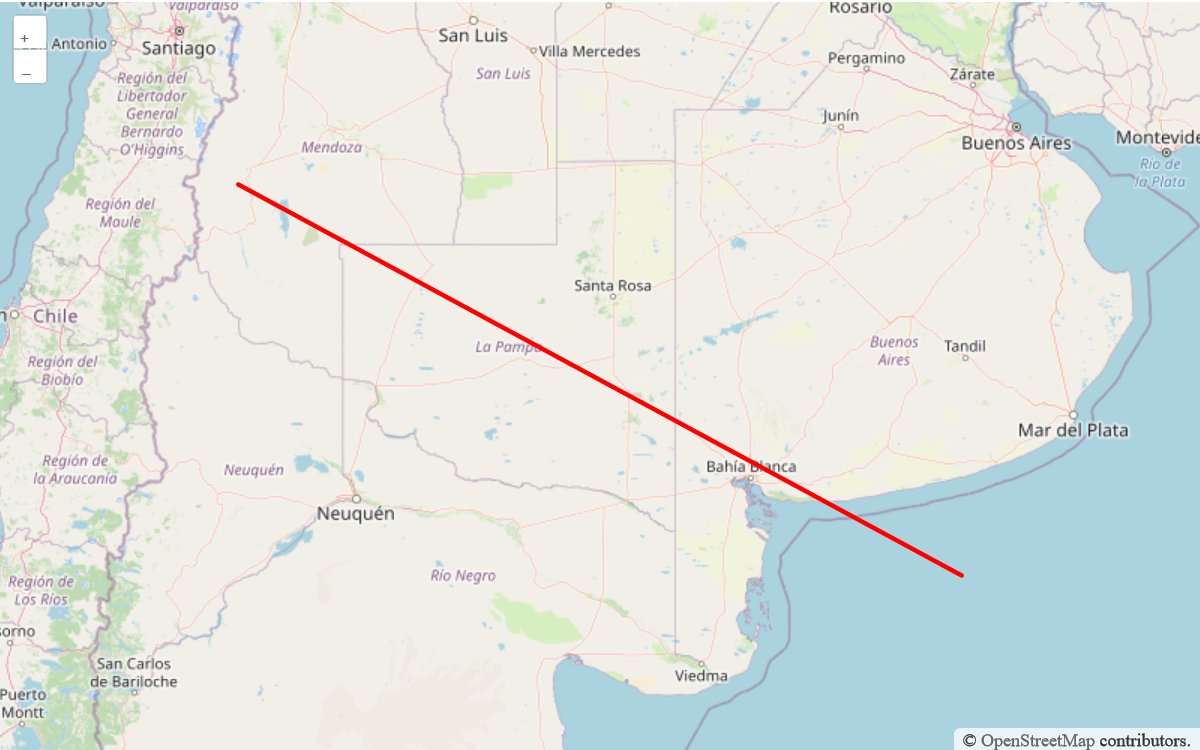 Valparaíso
Valparaíso
Rosario
+
Antonio
Santiago
San Luis
Villa Mercedes
San Luis
Pergamino
Zárate
–
Región del
Libertador
General
Bernardo
O'Higgins
Junín
Mendoza
Buenos Aires
Montevide
Río de
la Plata
Región del
Maule
Santa Rosa
n
Chile
La Pampa
Buenos
Aires
Tandil
Región del
Biobío
Mar del Plata
Región de
la Araucanía
Neuquén
Bahía Blanca
Neuquén
Río Negro
Región de
Los Ríos
sorno
San Carlos
de Bariloche
Viedma
Puerto
Montt
© OpenStreetMap contributors.